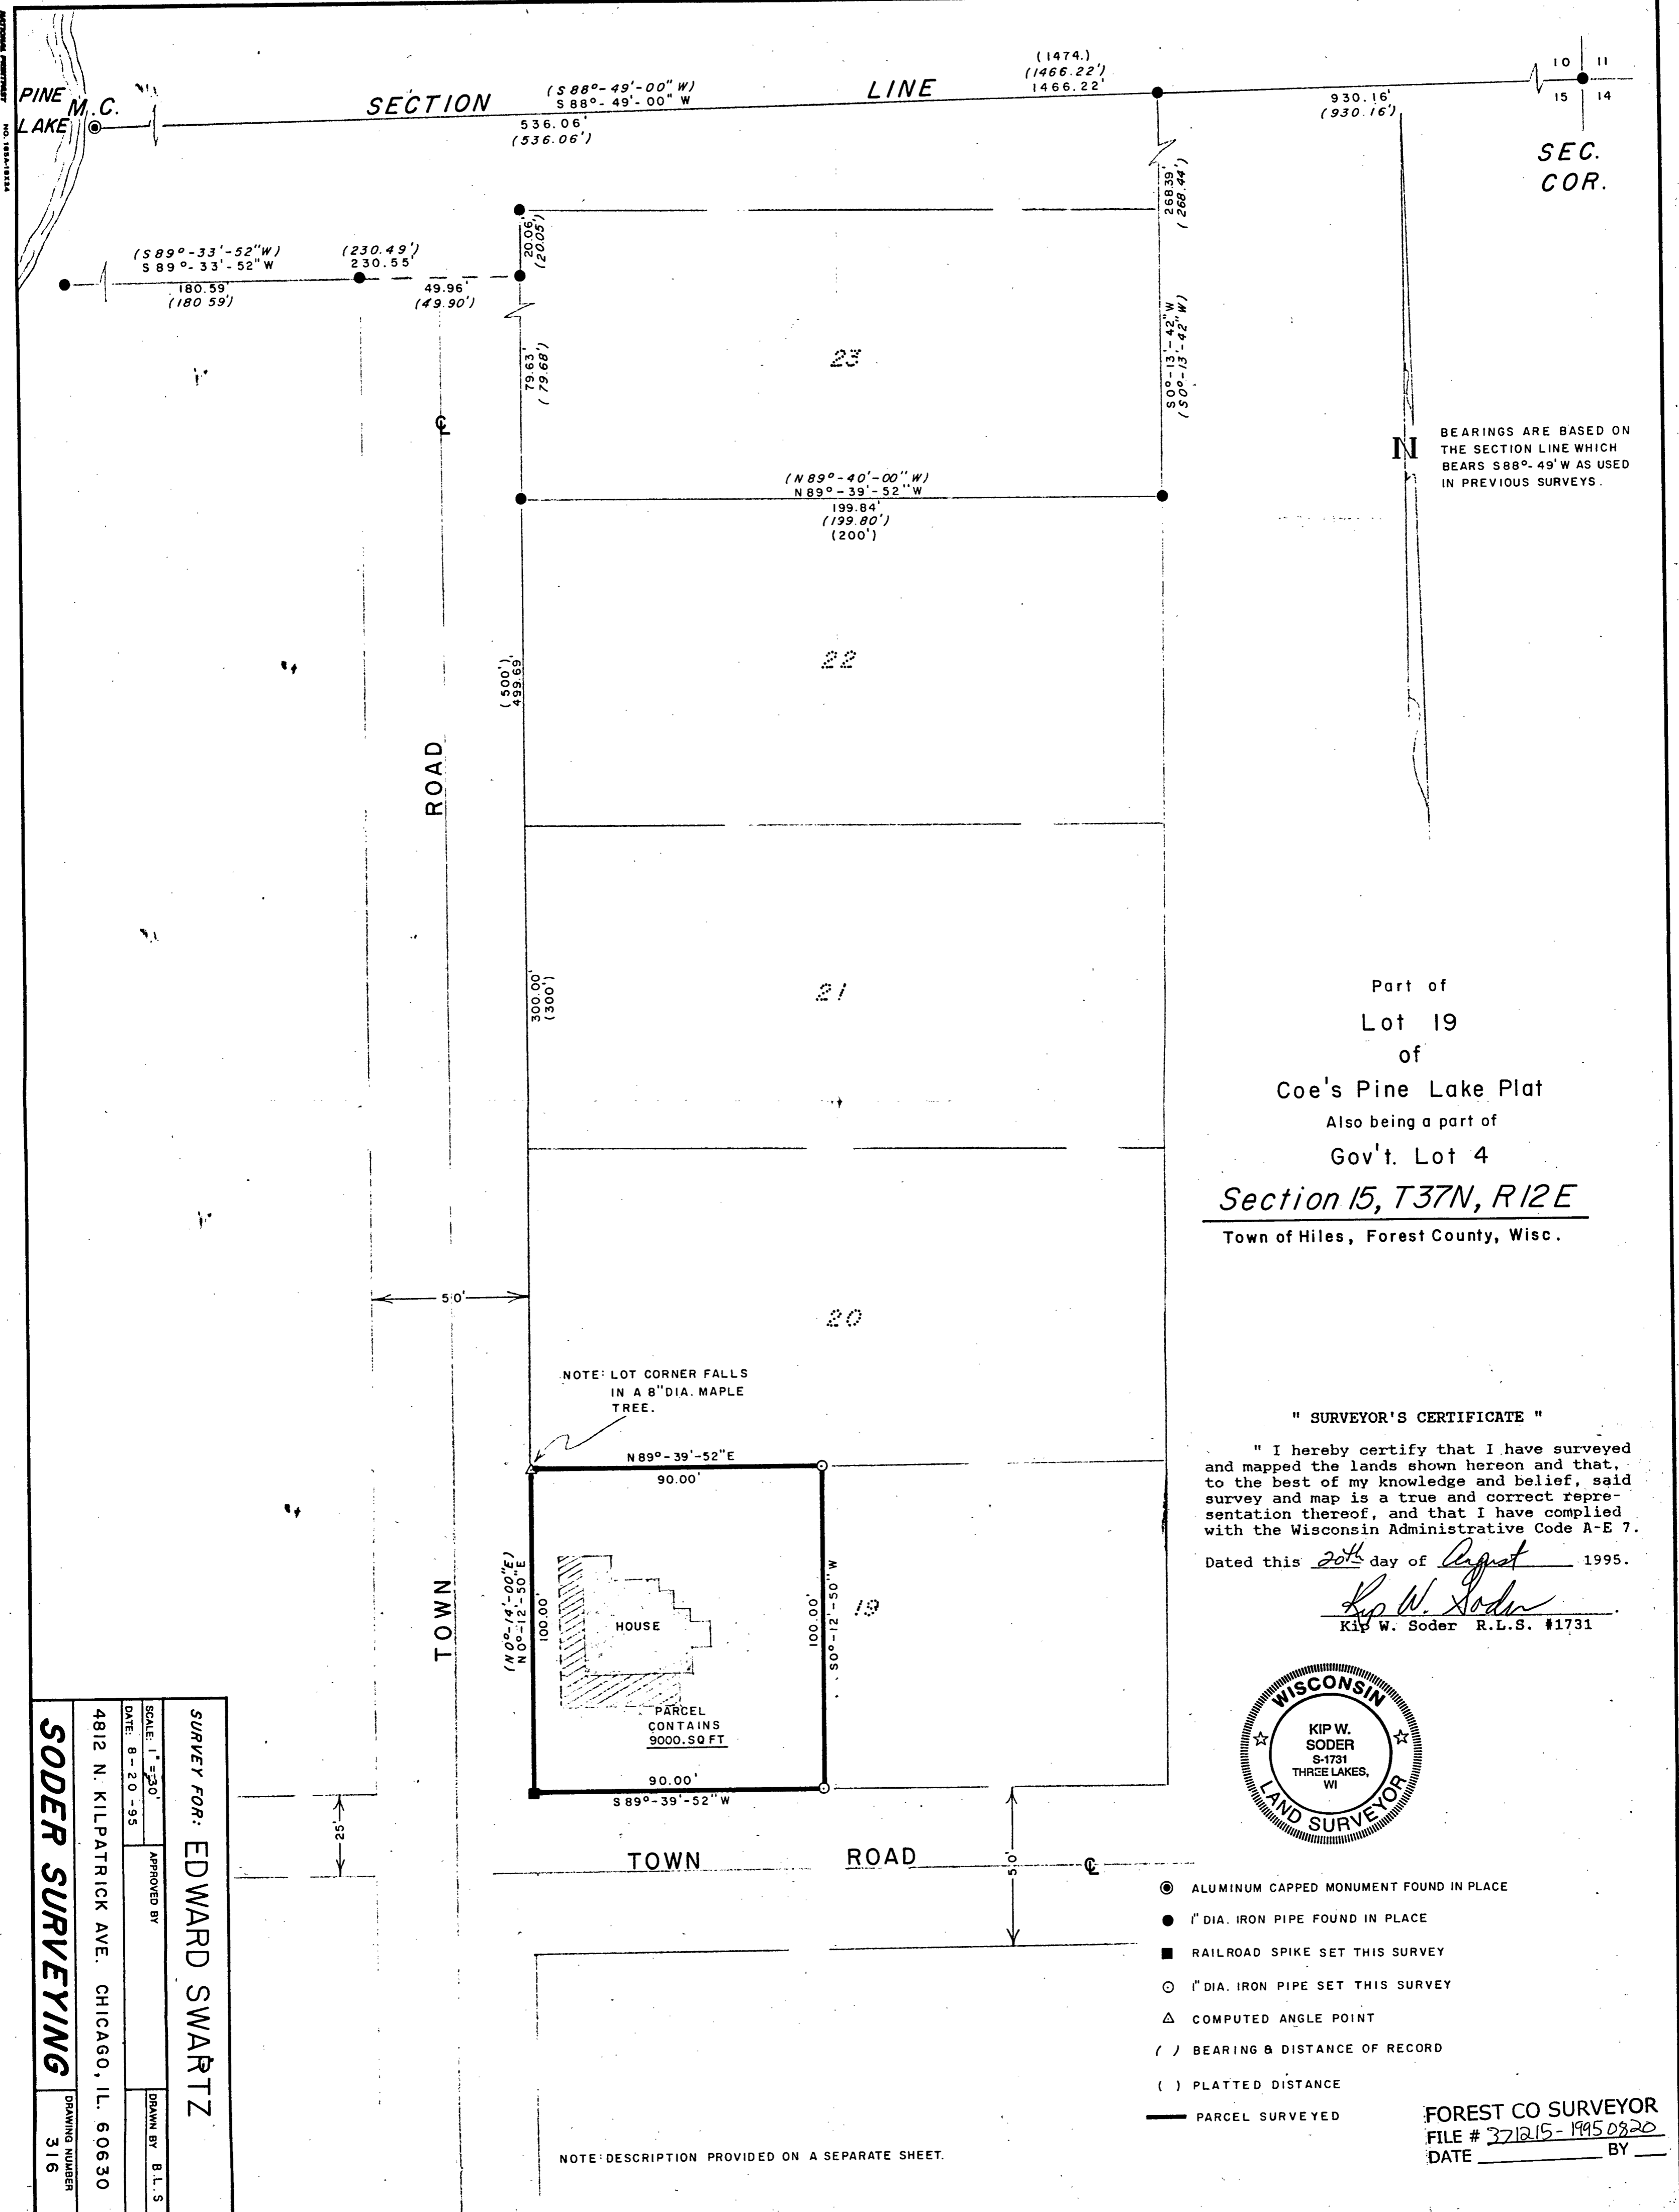 NATIONAL PRINTFAST NO. 185A-18X24
PINE
LAKE
M.C.
SECTION
LINE
(S 88°-49'-00" W)
S 88°-49'-00" W
536.06'
(536.06')
(1474.)
(1466.22')
1466.22'
930.16'
(930.16')
10 11
15 14
SEC.
COR.
(S 89°-33'-52"W)
S 89°-33'-52"W
180.59'
(180 59')
(230.49')
230.55'
49.96'
(49.90')
20.06'
(20.05')
79.63'
(79.68')
268.39'
(268.44')
S 0°-13'-42"W
(S 0°-13'-42"W)
23
℄
N
BEARINGS ARE BASED ON
THE SECTION LINE WHICH
BEARS S88°-49'W AS USED
IN PREVIOUS SURVEYS.
(N 89°-40'-00" W)
N 89°-39'-52"W
199.84'
(199.80')
(200')
22
(500')
499.69'
ROAD
21
300.00'
(300')
Part of
Lot 19
of
Coe's Pine Lake Plat
Also being a part of
Gov't. Lot 4
Section 15, T37N, R12E
Town of Hiles, Forest County, Wisc.
50'
20
NOTE: LOT CORNER FALLS
IN A 8"DIA. MAPLE
TREE.
N 89°-39'-52"E
90.00'
(N 0°-14'-00"E)
N 0°-12'-50"E
100.00'
HOUSE
100.00'
S 0°-12'-50"W
19
PARCEL
CONTAINS
9000.SQ FT
90.00'
S 89°-39'-52"W
TOWN
" SURVEYOR'S CERTIFICATE "
" I hereby certify that I have surveyed
and mapped the lands shown hereon and that,
to the best of my knowledge and belief, said
survey and map is a true and correct repre-
sentation thereof, and that I have complied
with the Wisconsin Administrative Code A-E 7.
Dated this 20th day of August 1995.
Kip W. Soder
Kip W. Soder R.L.S. #1731
WISCONSIN
KIP W.
SODER
S-1731
THREE LAKES,
WI
LAND SURVEYOR
25'
TOWN ROAD
℄
50'
ALUMINUM CAPPED MONUMENT FOUND IN PLACE
1" DIA. IRON PIPE FOUND IN PLACE
RAILROAD SPIKE SET THIS SURVEY
1" DIA. IRON PIPE SET THIS SURVEY
COMPUTED ANGLE POINT
( ) BEARING & DISTANCE OF RECORD
( ) PLATTED DISTANCE
PARCEL SURVEYED
NOTE: DESCRIPTION PROVIDED ON A SEPARATE SHEET.
FOREST CO SURVEYOR
FILE # 371215-19950820
DATE BY
SURVEY FOR: EDWARD SWARTZ
SCALE: 1" = 30'
APPROVED BY
DRAWN BY B.L.S
DATE: 8-20-95
4812 N. KILPATRICK AVE. CHICAGO, IL. 60630
SODER SURVEYING
DRAWING NUMBER
316